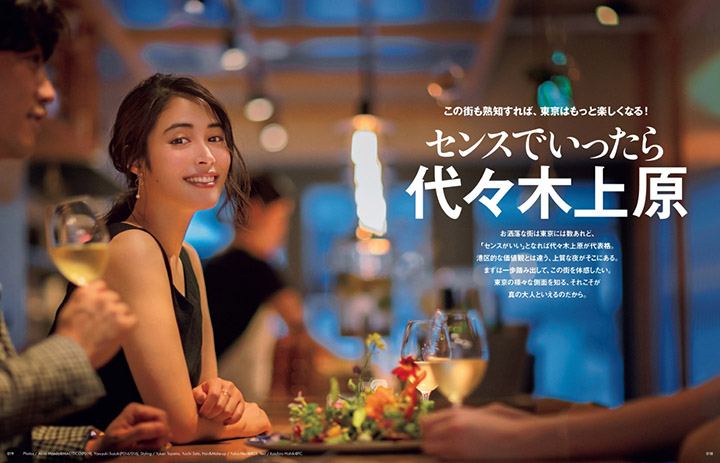 この街も熟知すれば、東京はもっと楽しくなる！
センスでいったら
代々木上原
お洒落な街は東京には数あれど、
「センスがいい」となれば代々木上原が代表格。
港区的な価値観とは違う、上質な夜がそこにある。
まずは一歩踏み出して、この街を体感したい。
東京の様々な側面を知る、それこそが
真の大人といえるのだから。